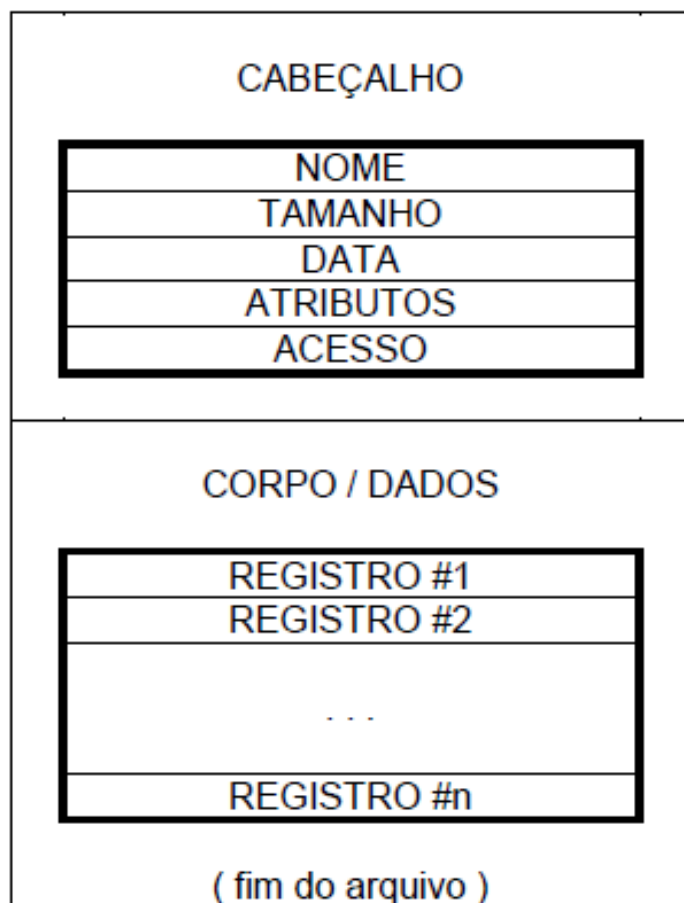 CABEÇALHO
NOME
TAMANHO
DATA
ATRIBUTOS
ACESSO
CORPO / DADOS
REGISTRO #1
REGISTRO #2
. . .
REGISTRO #n
( fim do arquivo )